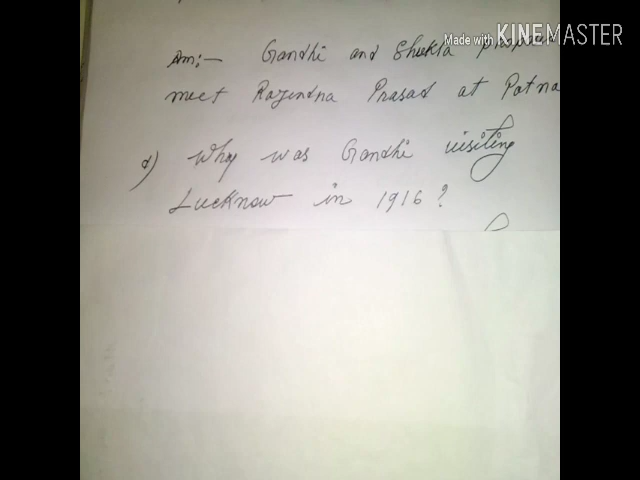 Made with KINEMASTER
Ans:- Gandhi and Shukla
meet Rajendra Prasad at Patna
d) Why was Gandhi visiting
Lucknow in 1916?